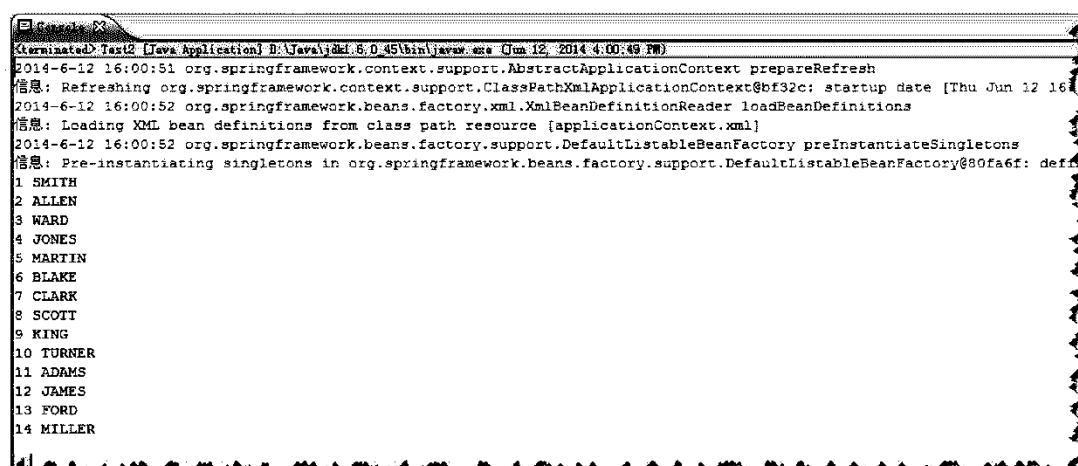 Console
<terminated> Test2 [Java Application] D:\Java\jdk1.6.0_45\bin\javaw.exe (Jun 12, 2014 4:00:49 PM)
2014-6-12 16:00:51 org.springframework.context.support.AbstractApplicationContext prepareRefresh
信息: Refreshing org.springframework.context.support.ClassPathXmlApplicationContext@bf32c: startup date [Thu Jun 12 16
2014-6-12 16:00:52 org.springframework.beans.factory.xml.XmlBeanDefinitionReader loadBeanDefinitions
信息: Loading XML bean definitions from class path resource [applicationContext.xml]
2014-6-12 16:00:52 org.springframework.beans.factory.support.DefaultListableBeanFactory preInstantiateSingletons
信息: Pre-instantiating singletons in org.springframework.beans.factory.support.DefaultListableBeanFactory@80fa6f: defi
1 SMITH
2 ALLEN
3 WARD
4 JONES
5 MARTIN
6 BLAKE
7 CLARK
8 SCOTT
9 KING
10 TURNER
11 ADAMS
12 JAMES
13 FORD
14 MILLER